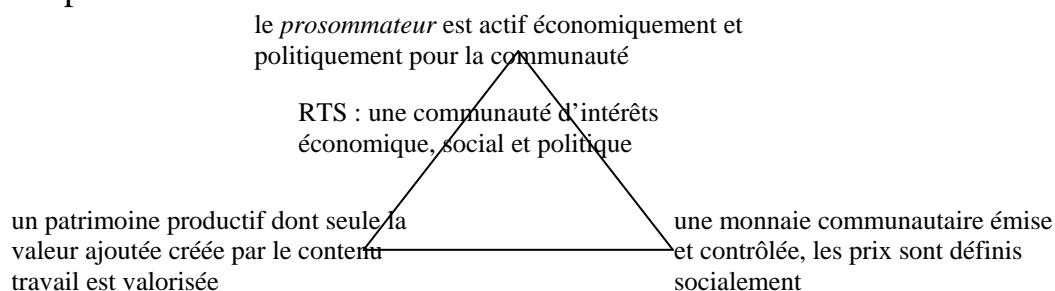 le prosommateur est actif économiquement et
politiquement pour la communauté
RTS : une communauté d’intérêts
économique, social et politique
un patrimoine productif dont seule la
valeur ajoutée créée par le contenu
travail est valorisée
une monnaie communautaire émise
et contrôlée, les prix sont définis
socialement